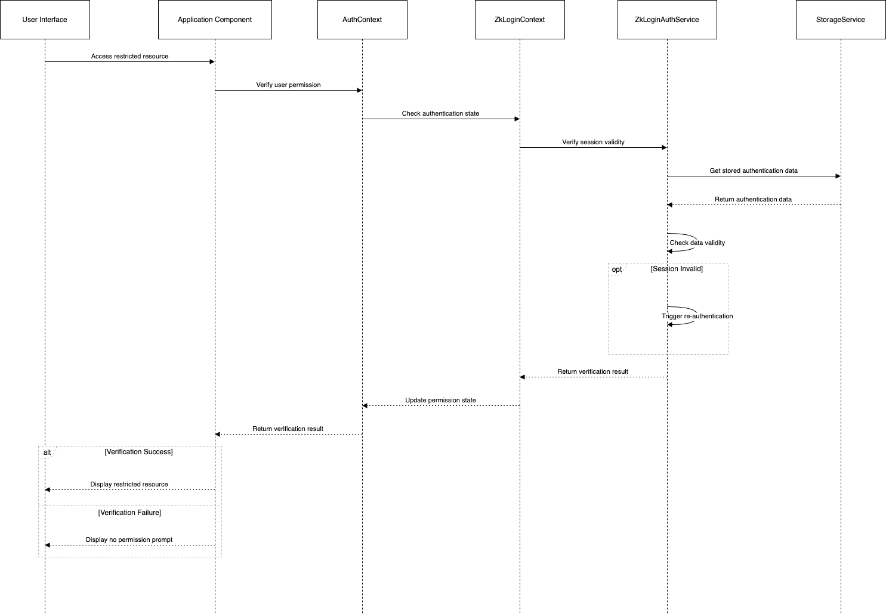 User Interface
Application Component
AuthContext
ZkLoginContext
ZkLoginAuthService
StorageService
Access restricted resource
Verify user permission
Check authentication state
Verify session validity
Get stored authentication data
Return authentication data
Check data validity
opt
[Session Invalid]
Trigger re-authentication
Return verification result
Update permission state
Return verification result
alt
[Verification Success]
Display restricted resource
[Verification Failure]
Display no permission prompt